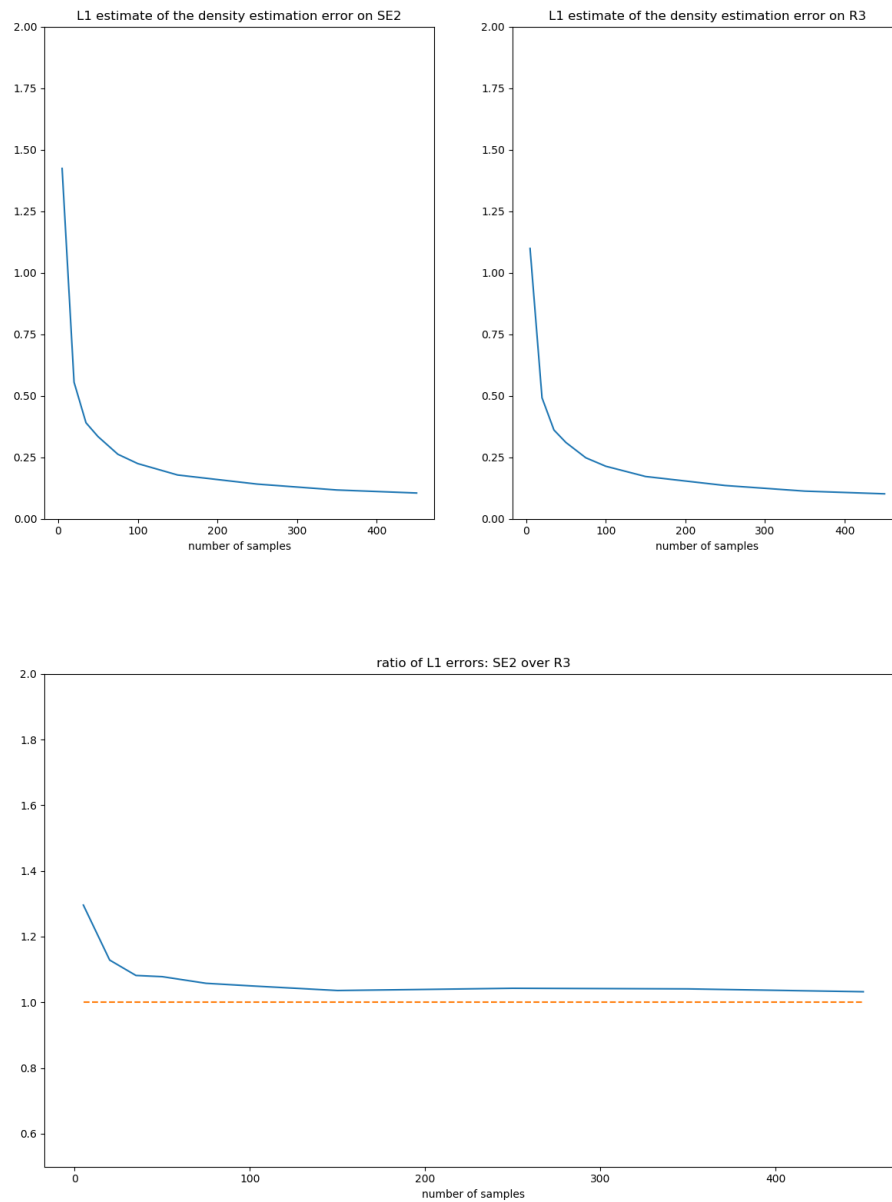 L1 estimate of the density estimation error on SE2
2.00
1.75
1.50
1.25
1.00
0.75
0.50
0.25
0.00
0 100 200 300 400
number of samples
L1 estimate of the density estimation error on R3
2.00
1.75
1.50
1.25
1.00
0.75
0.50
0.25
0.00
0 100 200 300 400
number of samples
ratio of L1 errors: SE2 over R3
2.0
1.8
1.6
1.4
1.2
1.0
0.8
0.6
0 100 200 300 400
number of samples